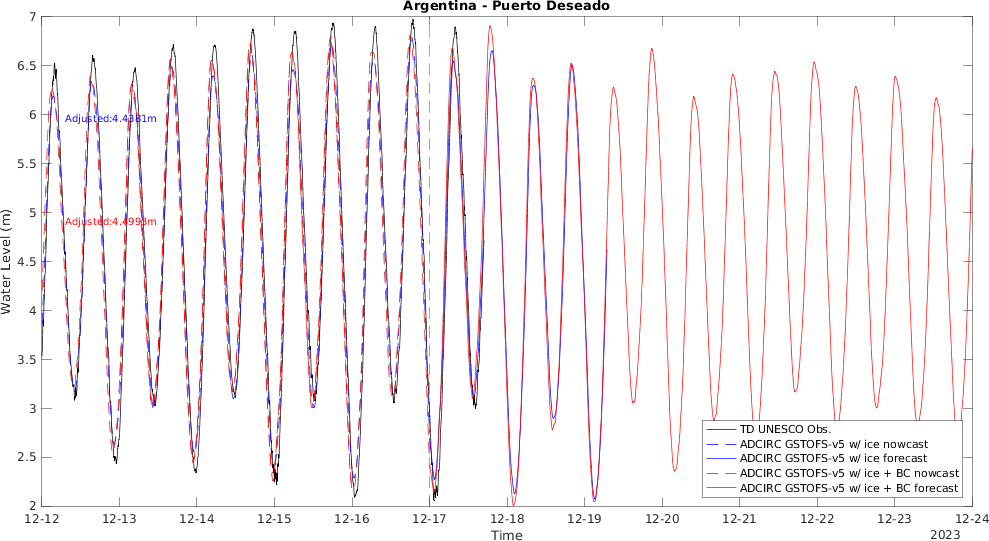 Argentina - Puerto Deseado
7
6.5
6
5.5
5
4.5
4
3.5
3
2.5
2
Water Level (m)
Adjusted:4.4381m
Adjusted:4.4993m
TD UNESCO Obs.
ADCIRC GSTOFS-v5 w/ ice nowcast
ADCIRC GSTOFS-v5 w/ ice forecast
ADCIRC GSTOFS-v5 w/ ice + BC nowcast
ADCIRC GSTOFS-v5 w/ ice + BC forecast
12-12 12-13 12-14 12-15 12-16 12-17 12-18 12-19 12-20 12-21 12-22 12-23 12-24
Time
2023